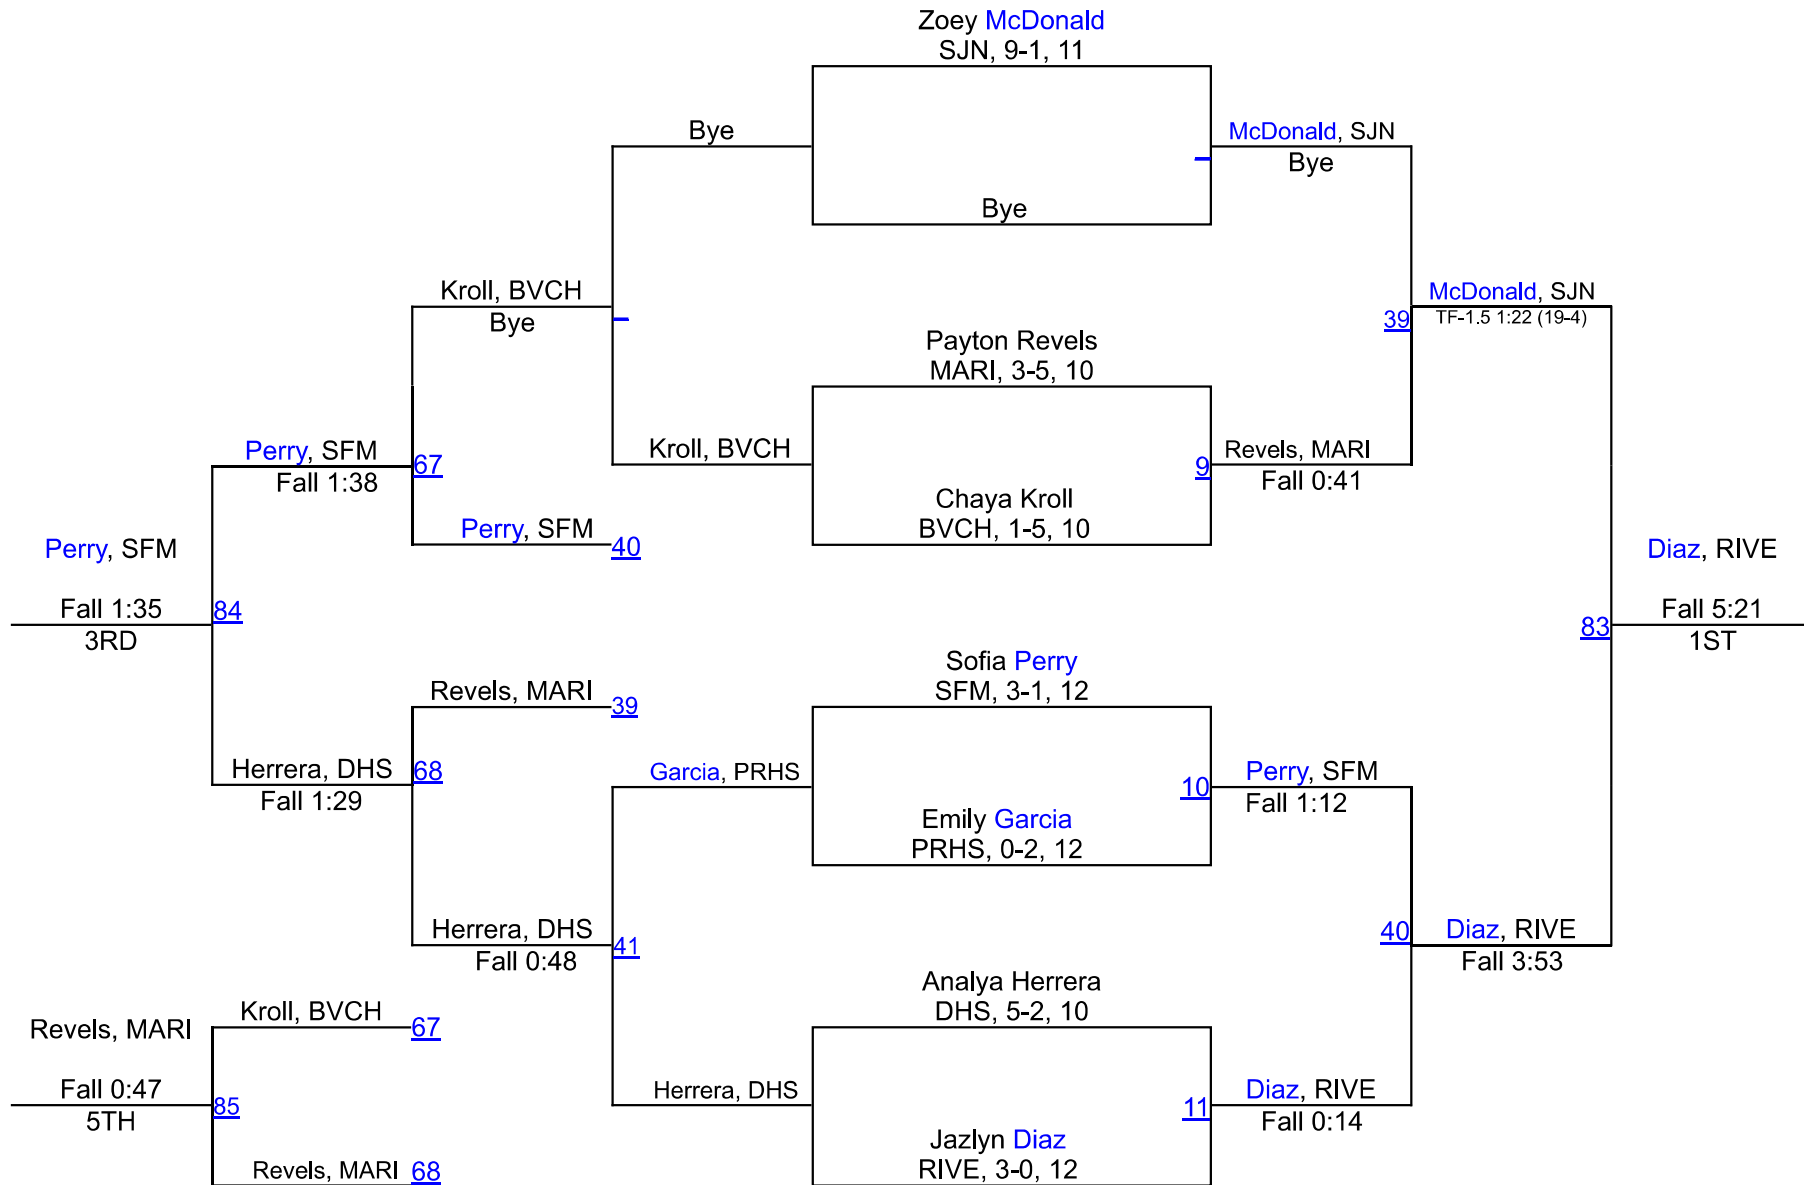 Zoey McDonald
SJN, 9-1, 11
Bye
McDonald, SJN
Bye
Bye
Kroll, BVCH
Bye
McDonald, SJN
39
TF-1.5 1:22 (19-4)
Payton Revels
MARI, 3-5, 10
Perry, SFM
67
Fall 1:38
Kroll, BVCH
9
Revels, MARI
Fall 0:41
Chaya Kroll
BVCH, 1-5, 10
Perry, SFM
40
Perry, SFM
Diaz, RIVE
Fall 1:35
84
3RD
83
Fall 5:21
1ST
Sofia Perry
SFM, 3-1, 12
Revels, MARI
39
Herrera, DHS
68
Fall 1:29
Garcia, PRHS
10
Perry, SFM
Fall 1:12
Emily Garcia
PRHS, 0-2, 12
Herrera, DHS
41
Fall 0:48
40
Diaz, RIVE
Fall 3:53
Analya Herrera
DHS, 5-2, 10
Kroll, BVCH
67
Revels, MARI
Fall 0:47
85
5TH
Herrera, DHS
11
Diaz, RIVE
Fall 0:14
Jazlyn Diaz
RIVE, 3-0, 12
Revels, MARI
68